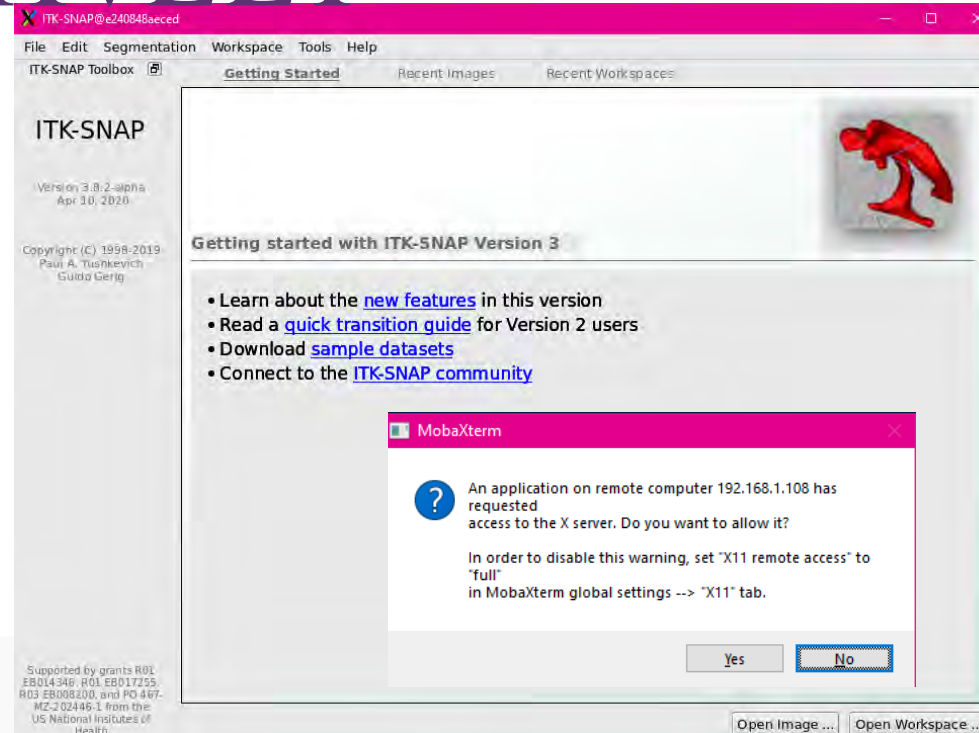 ITK-SNAP@e240848aeced
File Edit Segmentation Workspace Tools Help
ITK-SNAP Toolbox
Getting Started Recent Images Recent Workspaces
ITK-SNAP
Version 3.8.2-alpha
Apr 10, 2020
Copyright (C) 1998-2019
Paul A. Yushkevich
Guido Gerig
Getting started with ITK-SNAP Version 3
• Learn about the new features in this version
• Read a quick transition guide for Version 2 users
• Download sample datasets
• Connect to the ITK-SNAP community
MobaXterm
An application on remote computer 192.168.1.108 has
requested
access to the X server. Do you want to allow it?
In order to disable this warning, set "X11 remote access" to
"full"
in MobaXterm global settings --> "X11" tab.
Yes No
Supported by grants R01
EB014346, R01 EB017255,
R03 EB008200, and PO 467-
MZ-202446-1 from the
US National Insitutes of
Health
Open Image ... Open Workspace ..